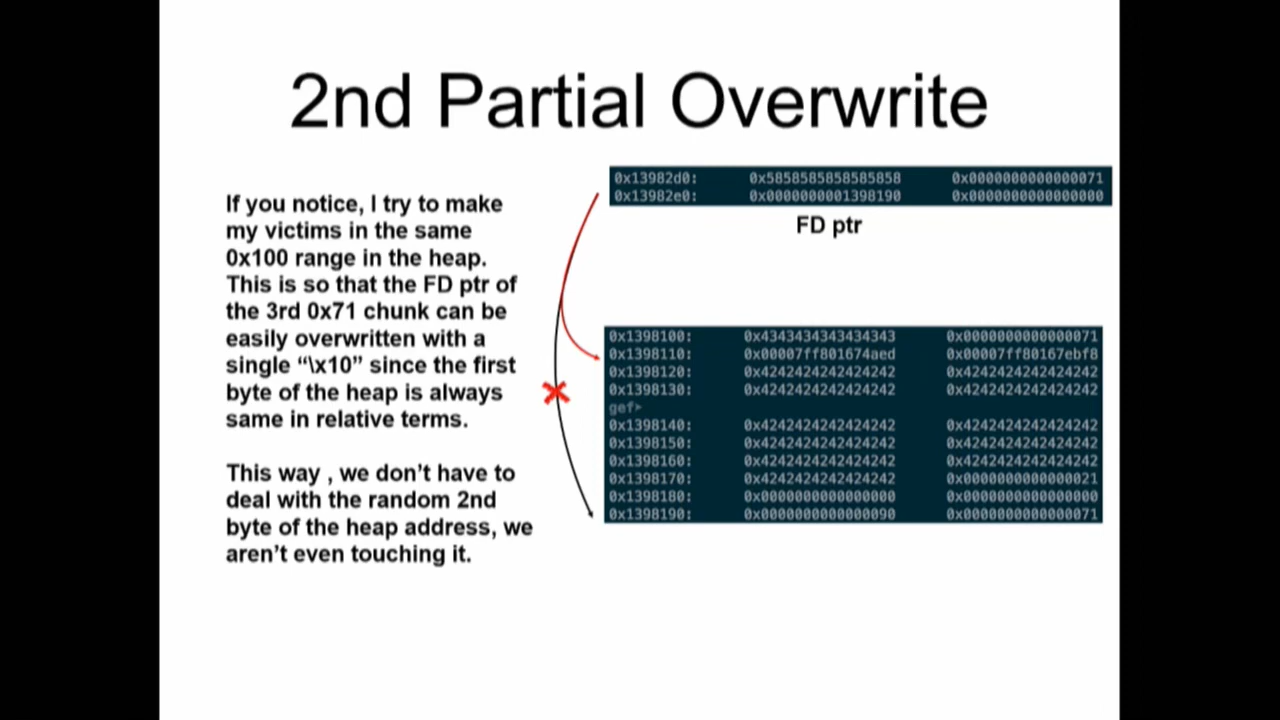 2nd Partial Overwrite
If you notice, I try to make
my victims in the same
0x100 range in the heap.
This is so that the FD ptr of
the 3rd 0x71 chunk can be
easily overwritten with a
single “\x10” since the first
byte of the heap is always
same in relative terms.
This way , we don’t have to
deal with the random 2nd
byte of the heap address, we
aren’t even touching it.
0x13982d0: 0x5858585858585858 0x0000000000000071
0x13982e0: 0x0000000001398190 0x0000000000000000
FD ptr
0x1398100: 0x4343434343434343 0x0000000000000071
0x1398110: 0x00007ff801674aed 0x00007ff80167ebf8
0x1398120: 0x4242424242424242 0x4242424242424242
0x1398130: 0x4242424242424242 0x4242424242424242
gef>
0x1398140: 0x4242424242424242 0x4242424242424242
0x1398150: 0x4242424242424242 0x4242424242424242
0x1398160: 0x4242424242424242 0x4242424242424242
0x1398170: 0x4242424242424242 0x0000000000000021
0x1398180: 0x0000000000000000 0x0000000000000000
0x1398190: 0x0000000000000090 0x0000000000000071